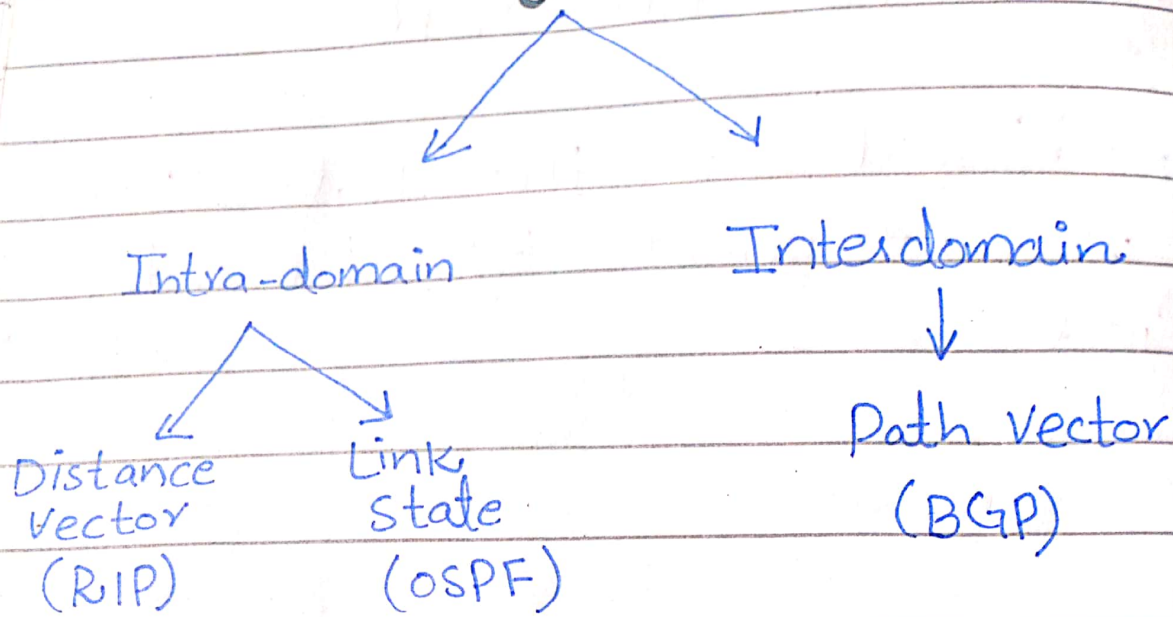 Intra-domain
Interdomain
Distance
Vector
(RIP)
Link
State
(OSPF)
Path Vector
(BGP)